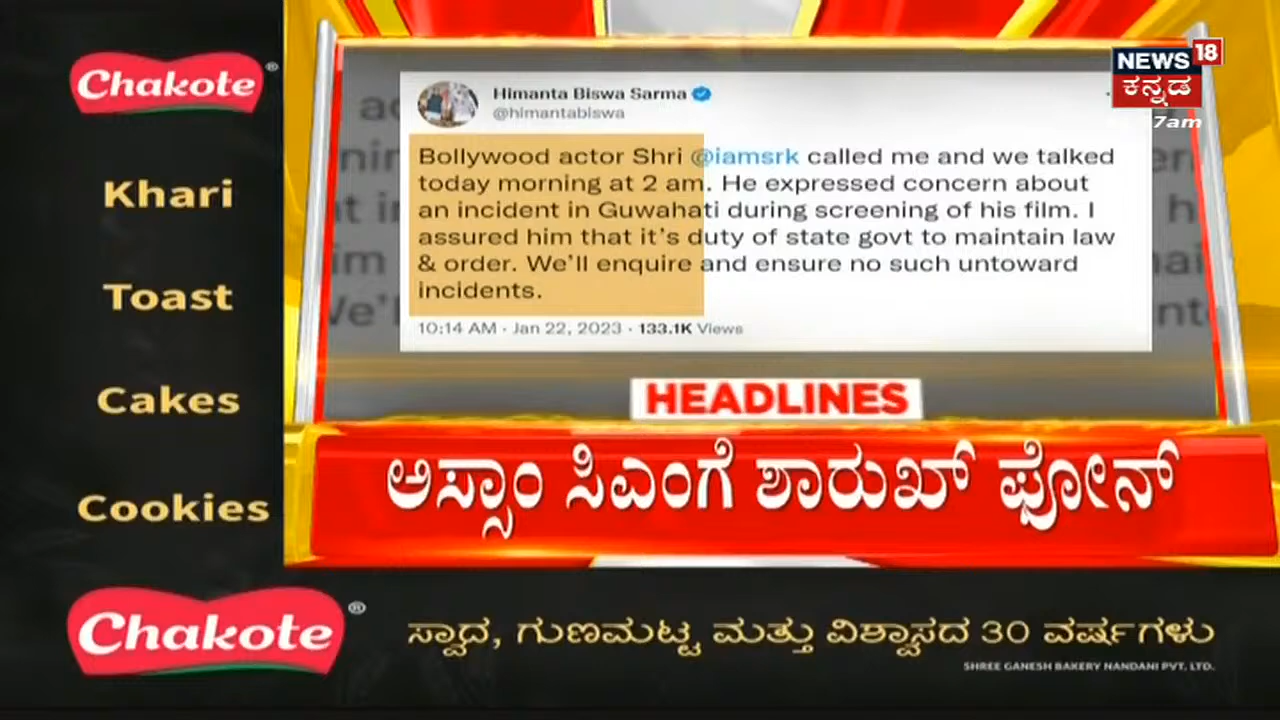 Chakote®
Khari
Toast
Cakes
Cookies
NEWS 18
ಕನ್ನಡ
7am
Himanta Biswa Sarma
@himantabiswa
Bollywood actor Shri @iamsrk called me and we talked
today morning at 2 am. He expressed concern about
an incident in Guwahati during screening of his film. I
assured him that it's duty of state govt to maintain law
& order. We'll enquire and ensure no such untoward
incidents.
10:14 AM · Jan 22, 2023 · 133.1K Views
HEADLINES
ಅಸ್ಸಾಂ ಸಿಎಂಗೆ ಶಾರುಖ್ ಫೋನ್
Chakote®
ಸ್ವಾದ, ಗುಣಮಟ್ಟ ಮತ್ತು ವಿಶ್ವಾಸದ 30 ವರ್ಷಗಳು
SHREE GANESH BAKERY NANDANI PVT. LTD.